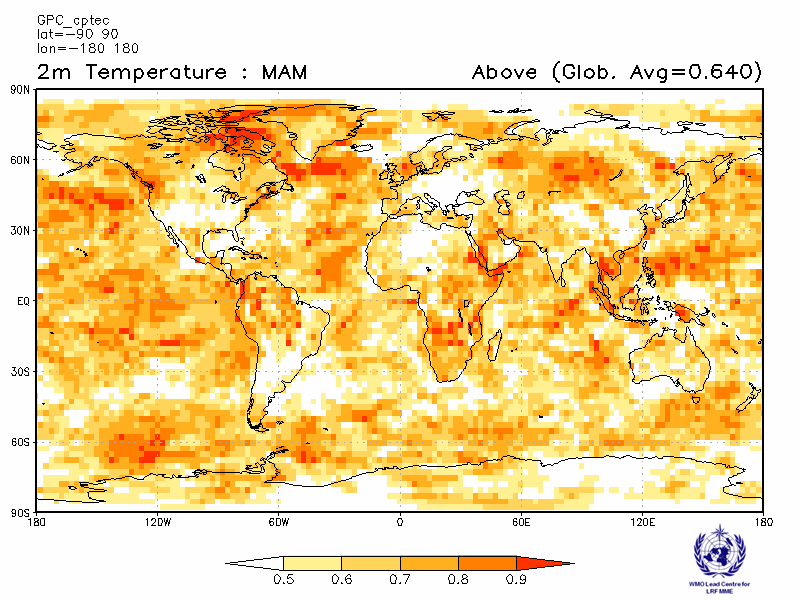 GPC_cptec
lat=-90 90
lon=-180 180
2m Temperature : MAM
Above (Glob. Avg=0.640)
90N
60N
30N
EQ
30S
60S
90S
180 120W 60W 0 60E 120E 180
0.5 0.6 0.7 0.8 0.9
WMO Lead Centre for
LRF MME